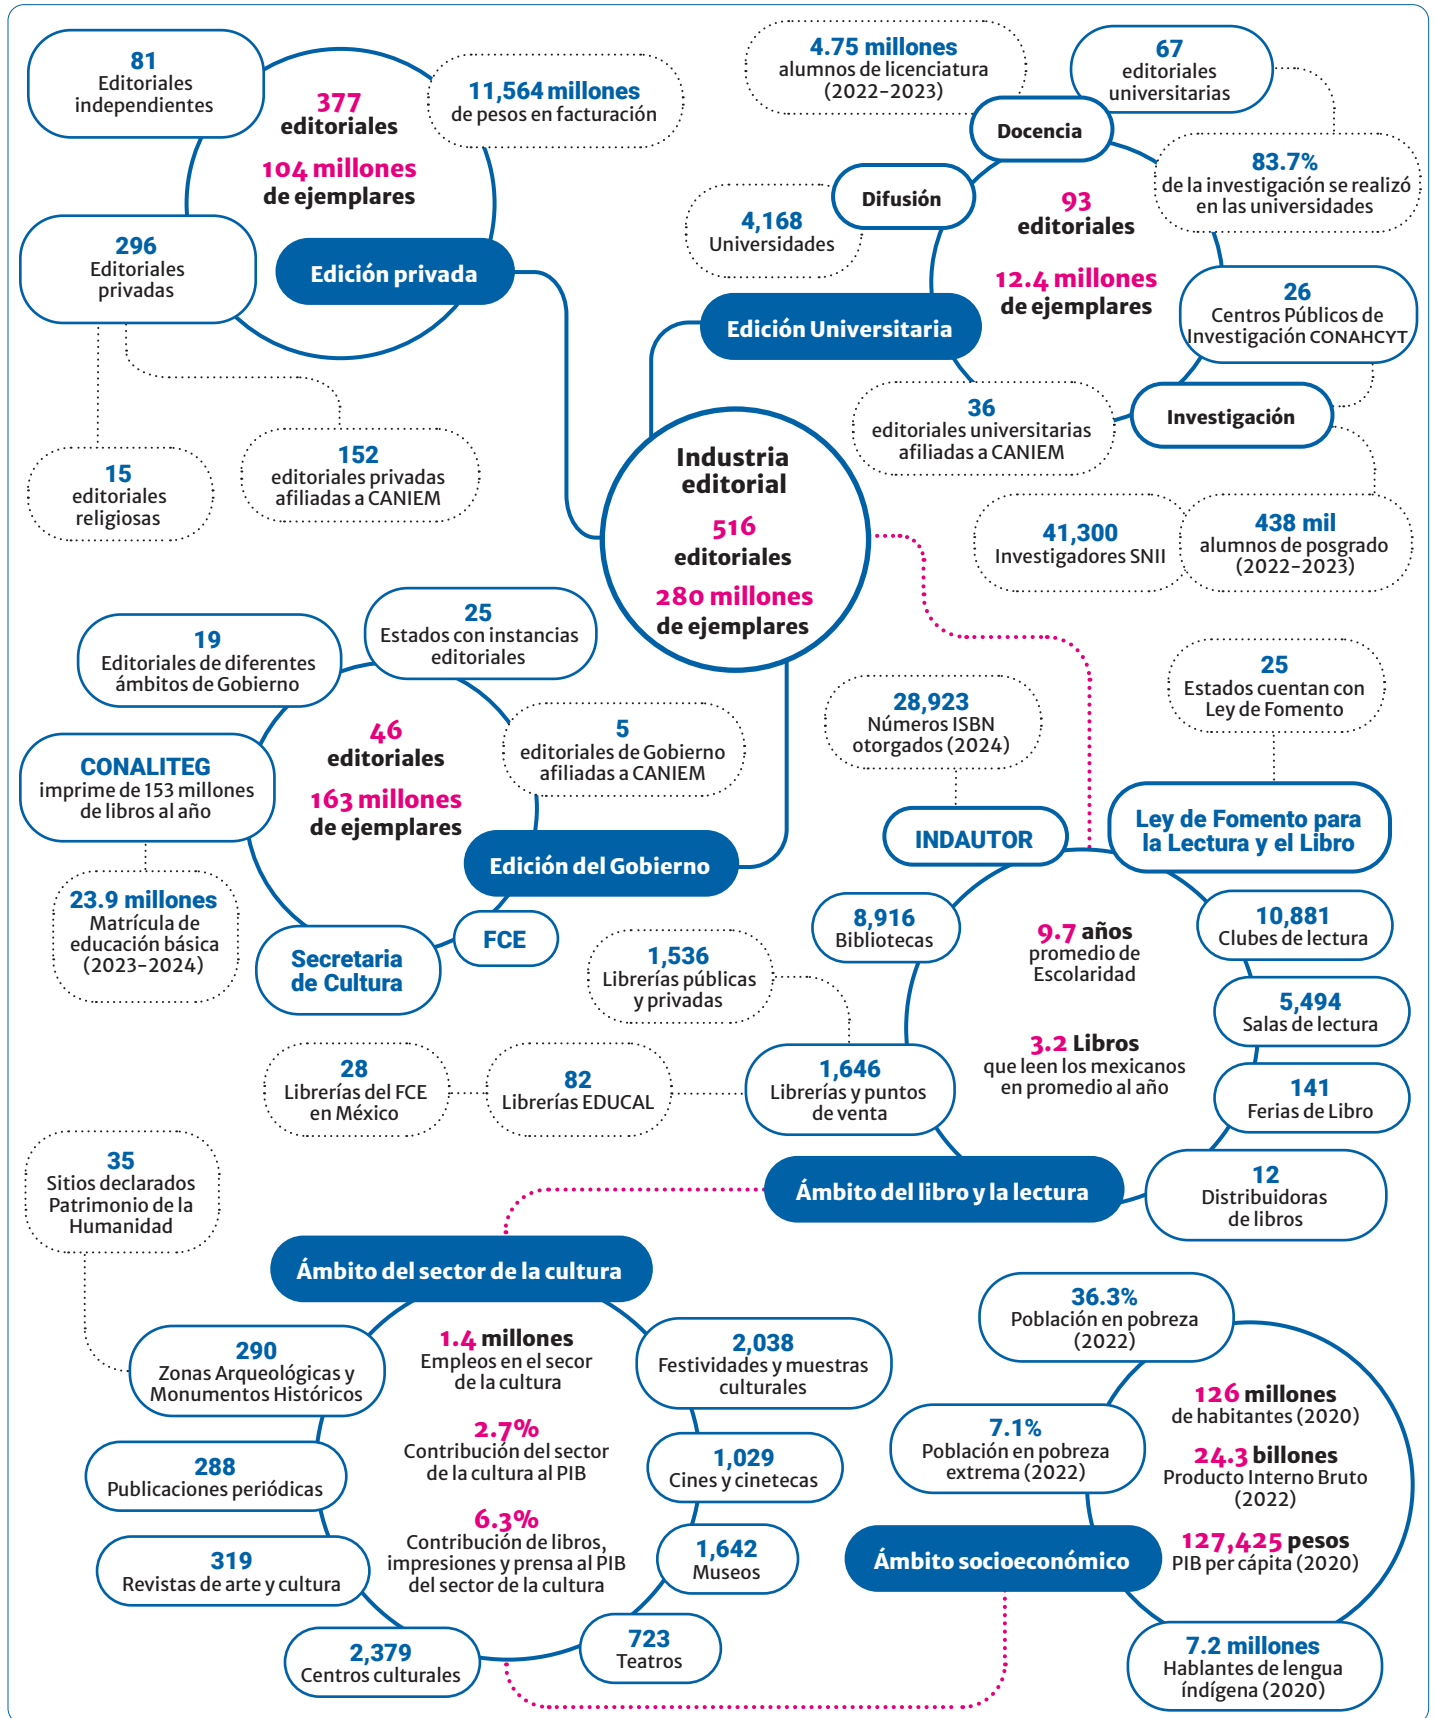 81
Editoriales
independientes
377
editoriales
104 millones
de ejemplares
11,564 millones
de pesos en facturación
296
Editoriales
privadas
Edición privada
15
editoriales
religiosas
152
editoriales privadas
afiliadas a CANIEM
4.75 millones
alumnos de licenciatura
(2022-2023)
67
editoriales
universitarias
Docencia
Difusión
83.7%
de la investigación se realizó
en las universidades
4,168
Universidades
93
editoriales
12.4 millones
de ejemplares
26
Centros Públicos de
Investigación CONAHCYT
Edición Universitaria
36
editoriales universitarias
afiliadas a CANIEM
Investigación
41,300
Investigadores SNII
438 mil
alumnos de posgrado
(2022-2023)
Industria
editorial
516
editoriales
280 millones
de ejemplares
19
Editoriales de diferentes
ámbitos de Gobierno
25
Estados con instancias
editoriales
CONALITEG
imprime de 153 millones
de libros al año
46
editoriales
163 millones
de ejemplares
5
editoriales de Gobierno
afiliadas a CANIEM
Edición del Gobierno
23.9 millones
Matrícula de
educación básica
(2023-2024)
Secretaria
de Cultura
FCE
28,923
Números ISBN
otorgados (2024)
25
Estados cuentan con
Ley de Fomento
INDAUTOR
Ley de Fomento para
la Lectura y el Libro
8,916
Bibliotecas
9.7 años
promedio de
Escolaridad
10,881
Clubes de lectura
1,536
Librerías públicas
y privadas
5,494
Salas de lectura
3.2 Libros
que leen los mexicanos
en promedio al año
28
Librerías del FCE
en México
82
Librerías EDUCAL
1,646
Librerías y puntos
de venta
141
Ferias de Libro
12
Distribuidoras
de libros
Ámbito del libro y la lectura
35
Sitios declarados
Patrimonio de la
Humanidad
Ámbito del sector de la cultura
290
Zonas Arqueológicas y
Monumentos Históricos
1.4 millones
Empleos en el secor
de la cultura
2,038
Festividades y muestras
culturales
2.7%
Contribución del sector
de la cultura al PIB
288
Publicaciones periódicas
1,029
Cines y cinetecas
6.3%
Contribución de libros,
impresiones y prensa al PIB
del sector de la cultura
319
Revistas de arte y cultura
1,642
Museos
2,379
Centros culturales
723
Teatros
36.3%
Población en pobreza
(2022)
7.1%
Población en pobreza
extrema (2022)
126 millones
de habitantes (2020)
24.3 billones
Producto Interno Bruto
(2022)
127,425 pesos
PIB per cápita (2020)
Ámbito socioeconómico
7.2 millones
Hablantes de lengua
índígena (2020)